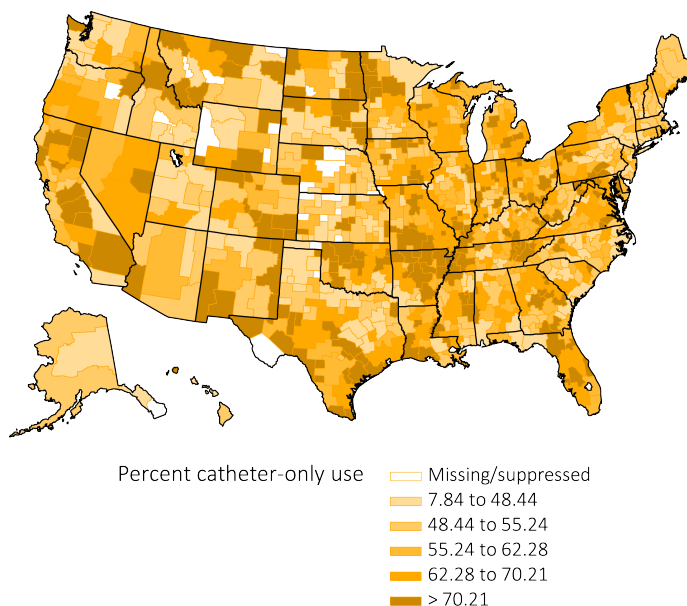 Percent catheter-only use
Missing/suppressed
7.84 to 48.44
48.44 to 55.24
55.24 to 62.28
62.28 to 70.21
> 70.21